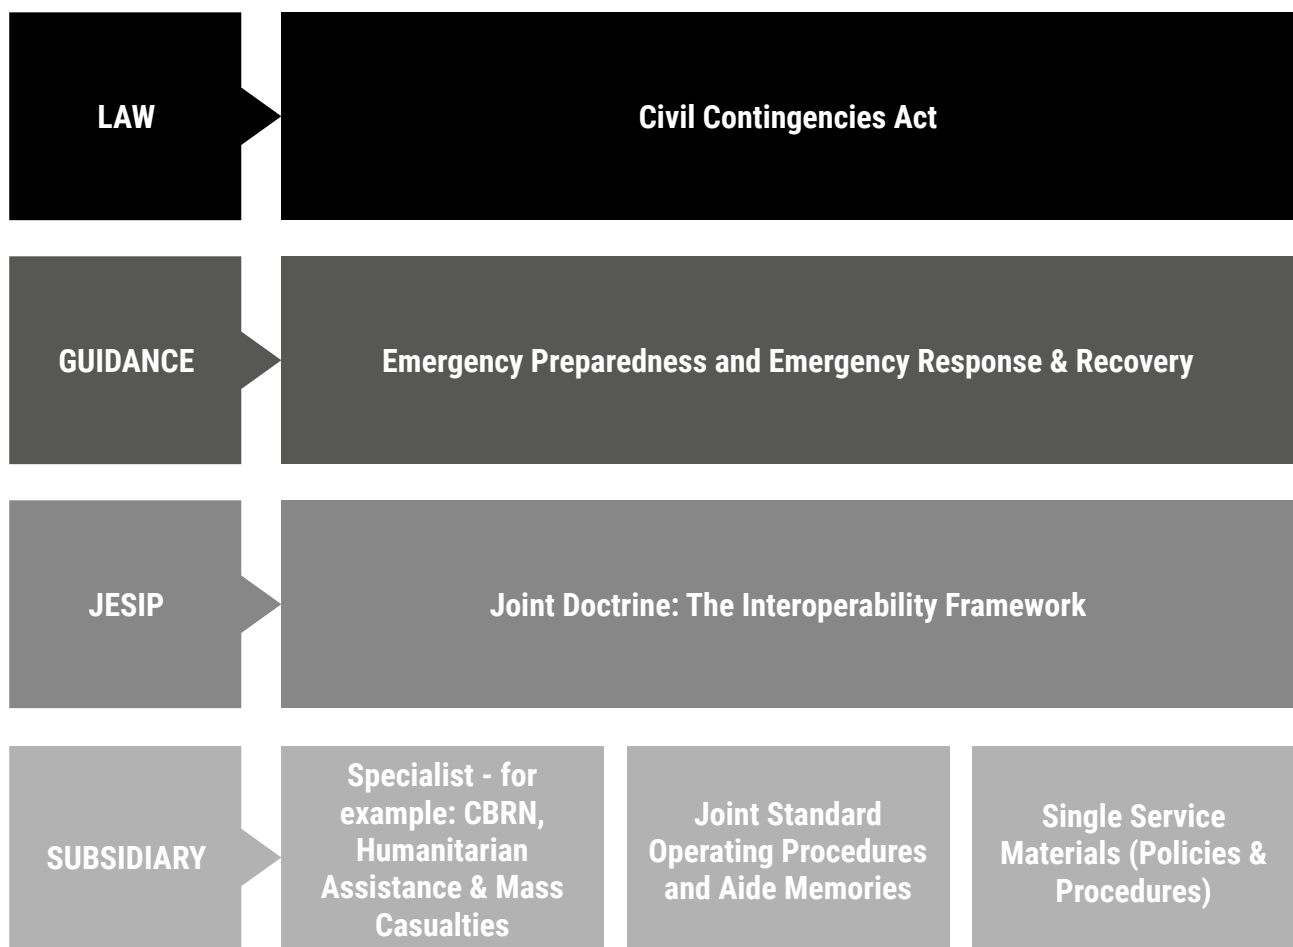 LAW
Civil Contingencies Act
GUIDANCE
Emergency Preparedness and Emergency Response & Recovery
JESIP
Joint Doctrine: The Interoperability Framework
SUBSIDIARY
Specialist - for
example: CBRN,
Humanitarian
Assistance & Mass
Casualties
Joint Standard
Operating Procedures
and Aide Memories
Single Service
Materials (Policies &
Procedures)